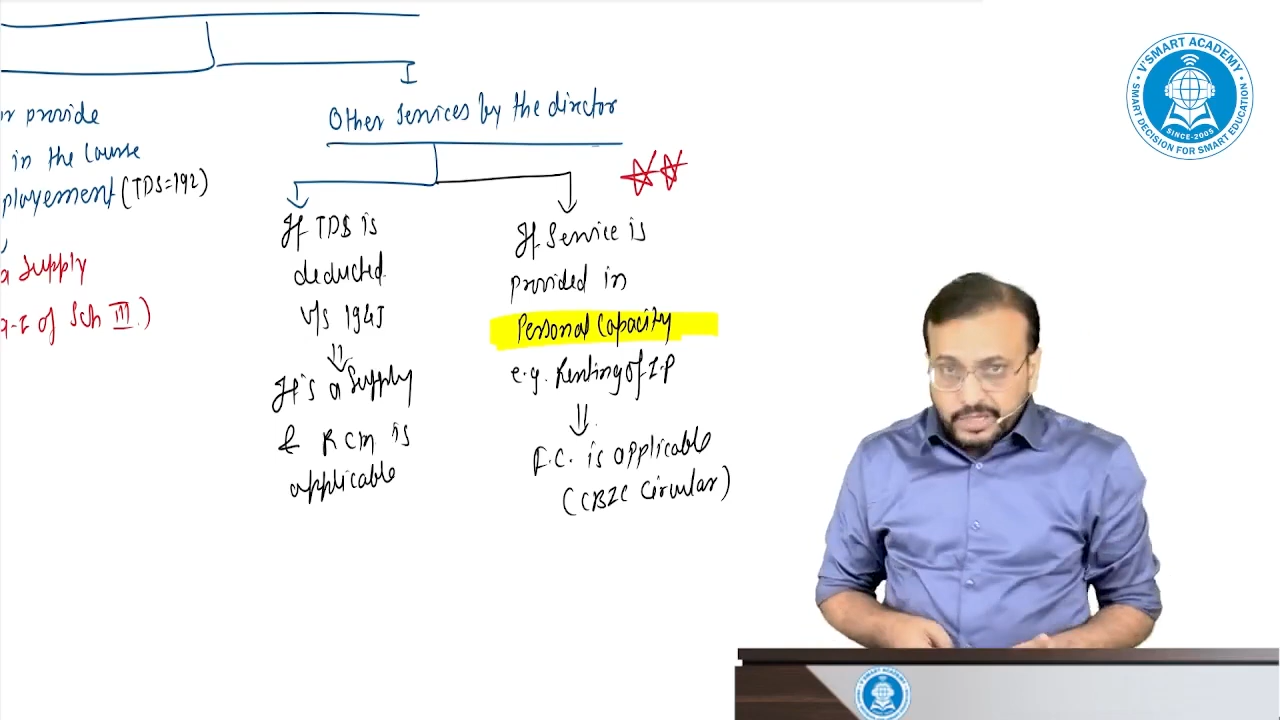 or provide
in the course
ployement (TDS=192)
a supply
a-I of Sch III.)
Other services by the director
If TDS is
deducted
u/s 194J
It's a Supply
& RCM is
applicable
If Service is
provided in
Personal Capacity
e.g. Renting of I.P
F.C. is applicable
(CBIC Circular)
V'SMART ACADEMY
SINCE-2005
SMART DECISION FOR SMART EDUCATION